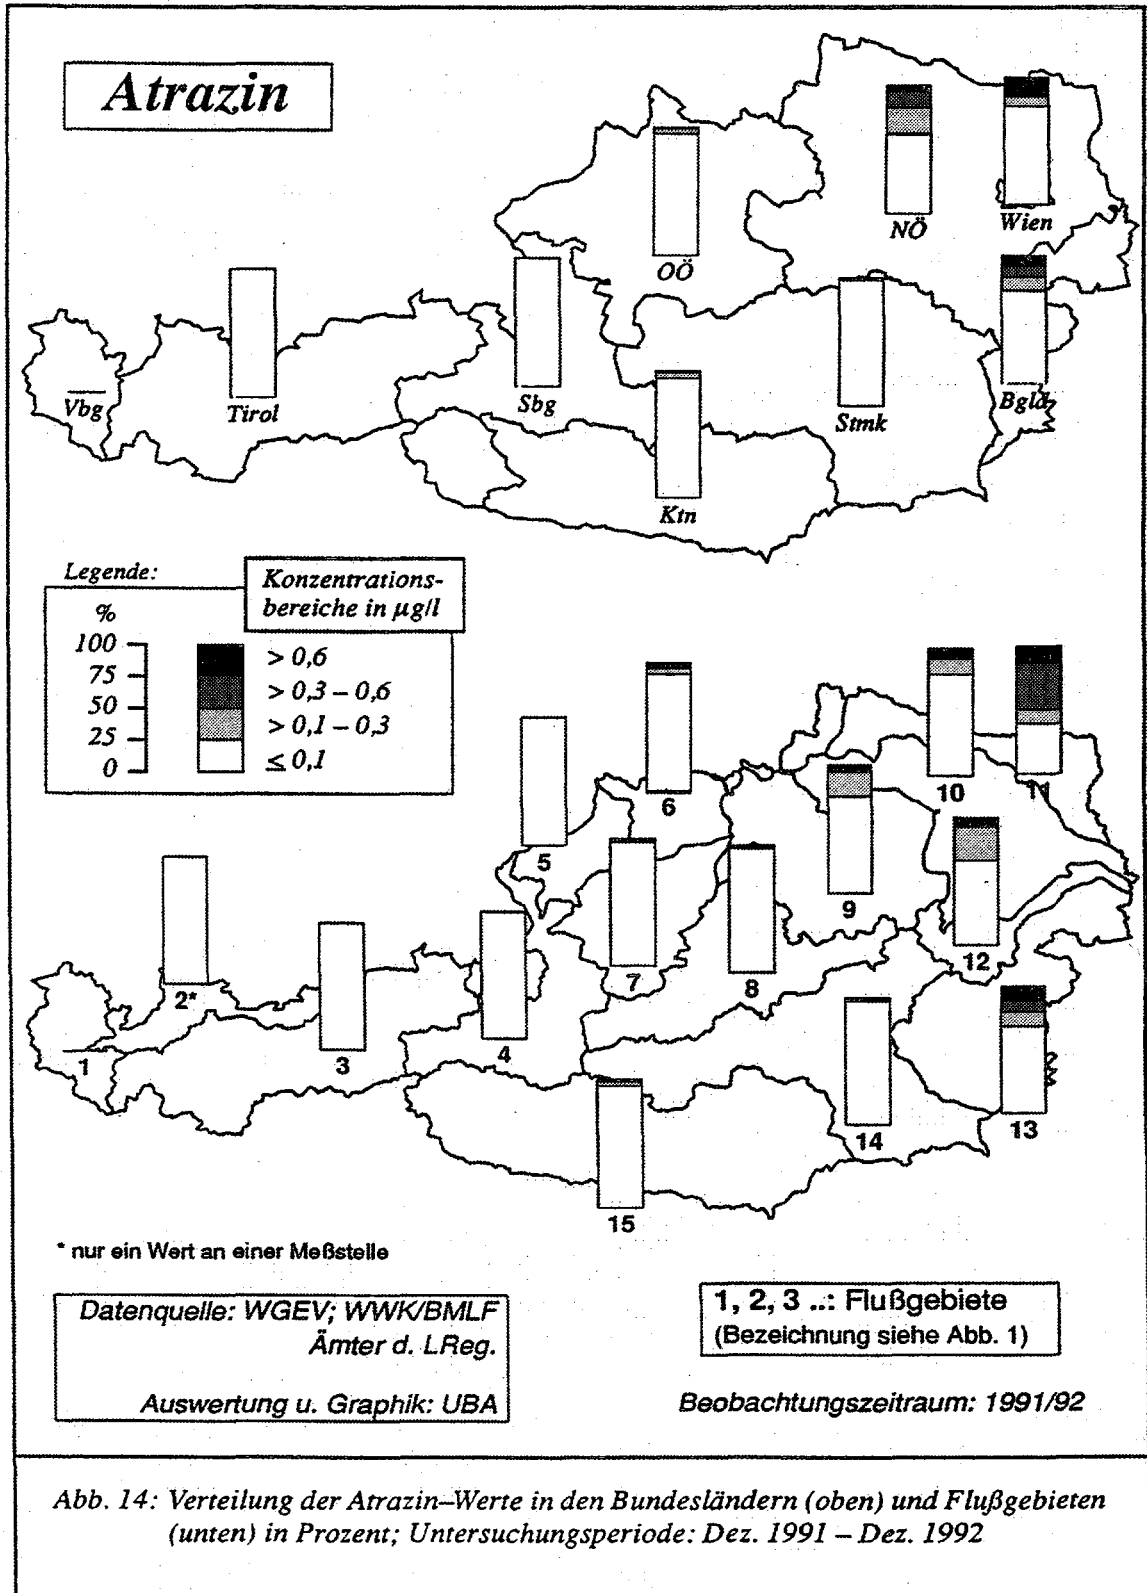 Atrazin
OÖ
NÖ
Wien
Vbg
Tirol
Sbg
Ktn
Stmk
Bgld
Legende:
Konzentrations-
bereiche in µg/l
%
100
75
50
25
0
> 0,6
> 0,3 – 0,6
> 0,1 – 0,3
≤ 0,1
1
2*
3
4
5
6
7
8
9
10
11
12
13
14
15
* nur ein Wert an einer Meßstelle
Datenquelle: WGEV; WWK/BMLF
Ämter d. LReg.
Auswertung u. Graphik: UBA
1, 2, 3 ..: Flußgebiete
(Bezeichnung siehe Abb. 1)
Beobachtungszeitraum: 1991/92
Abb. 14: Verteilung der Atrazin–Werte in den Bundesländern (oben) und Flußgebieten
(unten) in Prozent; Untersuchungsperiode: Dez. 1991 – Dez. 1992